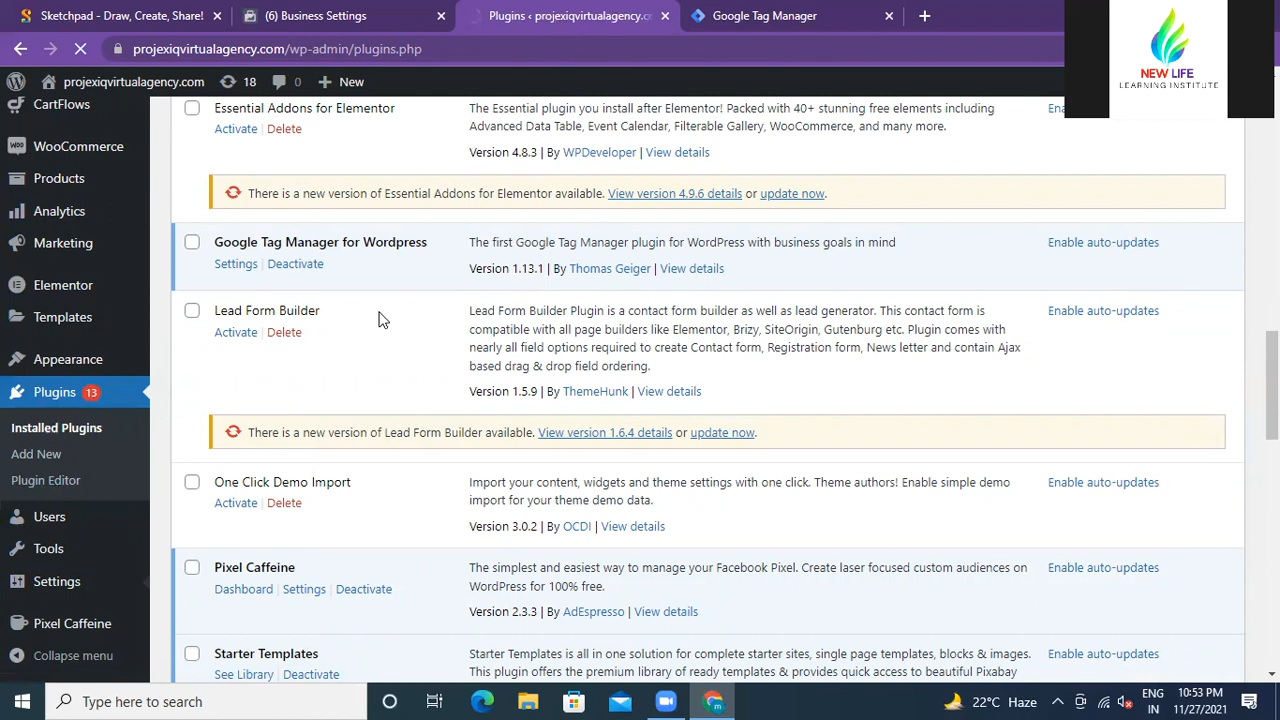 Sketchpad - Draw, Create, Share!
(6) Business Settings
Plugins ‹ projexiqvirtualagency.c
Google Tag Manager
projexiqvirtualagency.com/wp-admin/plugins.php
NEW LIFE
LEARNING INSTITUTE
projexiqvirtualagency.com
18
0
New
CartFlows
WooCommerce
Products
Analytics
Marketing
Elementor
Templates
Appearance
Plugins 13
Installed Plugins
Add New
Plugin Editor
Users
Tools
Settings
Pixel Caffeine
Collapse menu
Essential Addons for Elementor
Activate | Delete
The Essential plugin you install after Elementor! Packed with 40+ stunning free elements including
Advanced Data Table, Event Calendar, Filterable Gallery, WooCommerce, and many more.
Version 4.8.3 | By WPDeveloper | View details
There is a new version of Essential Addons for Elementor available. View version 4.9.6 details or update now.
Google Tag Manager for Wordpress
Settings | Deactivate
The first Google Tag Manager plugin for WordPress with business goals in mind
Version 1.13.1 | By Thomas Geiger | View details
Enable auto-updates
Lead Form Builder
Activate | Delete
Lead Form Builder Plugin is a contact form builder as well as lead generator. This contact form is
compatible with all page builders like Elementor, Brizy, SiteOrigin, Gutenburg etc. Plugin comes with
nearly all field options required to create Contact form, Registration form, News letter and contain Ajax
based drag & drop field ordering.
Version 1.5.9 | By ThemeHunk | View details
Enable auto-updates
There is a new version of Lead Form Builder available. View version 1.6.4 details or update now.
One Click Demo Import
Activate | Delete
Import your content, widgets and theme settings with one click. Theme authors! Enable simple demo
import for your theme demo data.
Version 3.0.2 | By OCDI | View details
Enable auto-updates
Pixel Caffeine
Dashboard | Settings | Deactivate
The simplest and easiest way to manage your Facebook Pixel. Create laser focused custom audiences on
WordPress for 100% free.
Version 2.3.3 | By AdEspresso | View details
Enable auto-updates
Starter Templates
See Library | Deactivate
Starter Templates is all in one solution for complete starter sites, single page templates, blocks & images.
This plugin offers the premium library of ready templates & provides quick access to beautiful Pixabay
Enable auto-updates
Type here to search
22°C Haze
ENG
IN
10:53 PM
11/27/2021